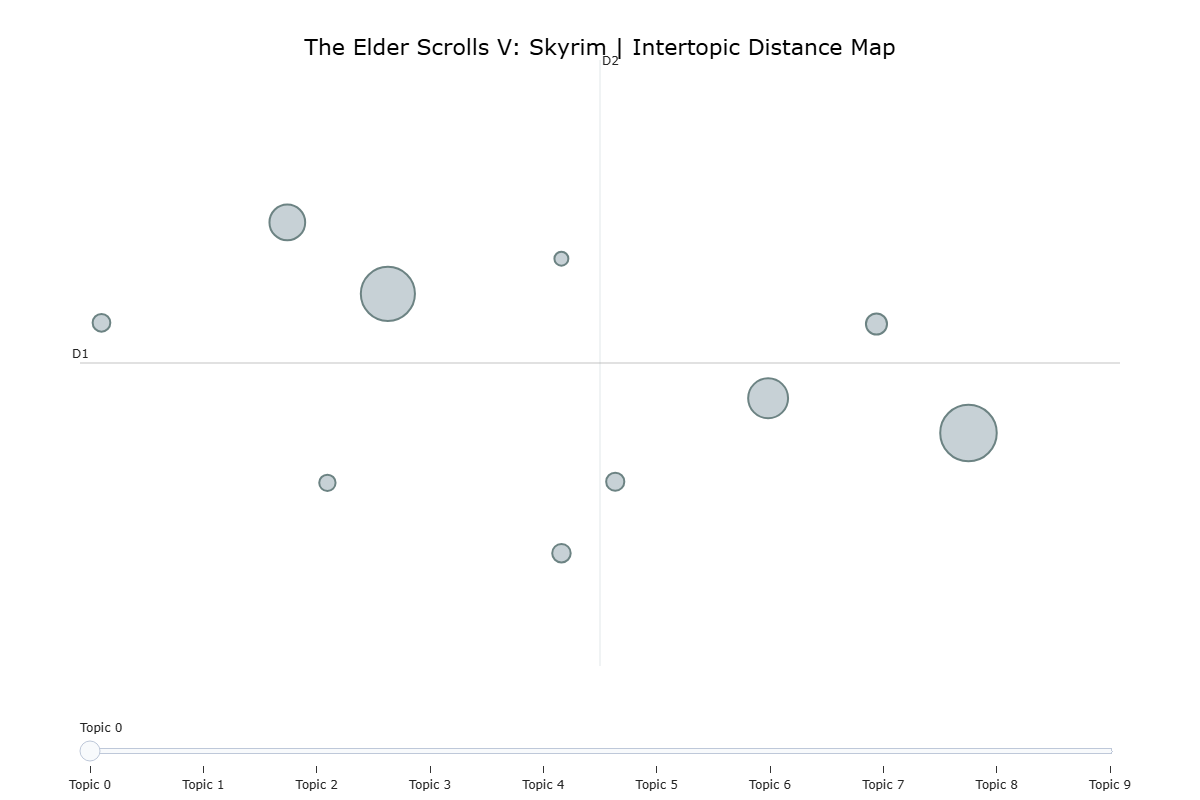 The Elder Scrolls V: Skyrim | Intertopic Distance Map
D2
D1
Topic 0
Topic 0 Topic 1 Topic 2 Topic 3 Topic 4 Topic 5 Topic 6 Topic 7 Topic 8 Topic 9